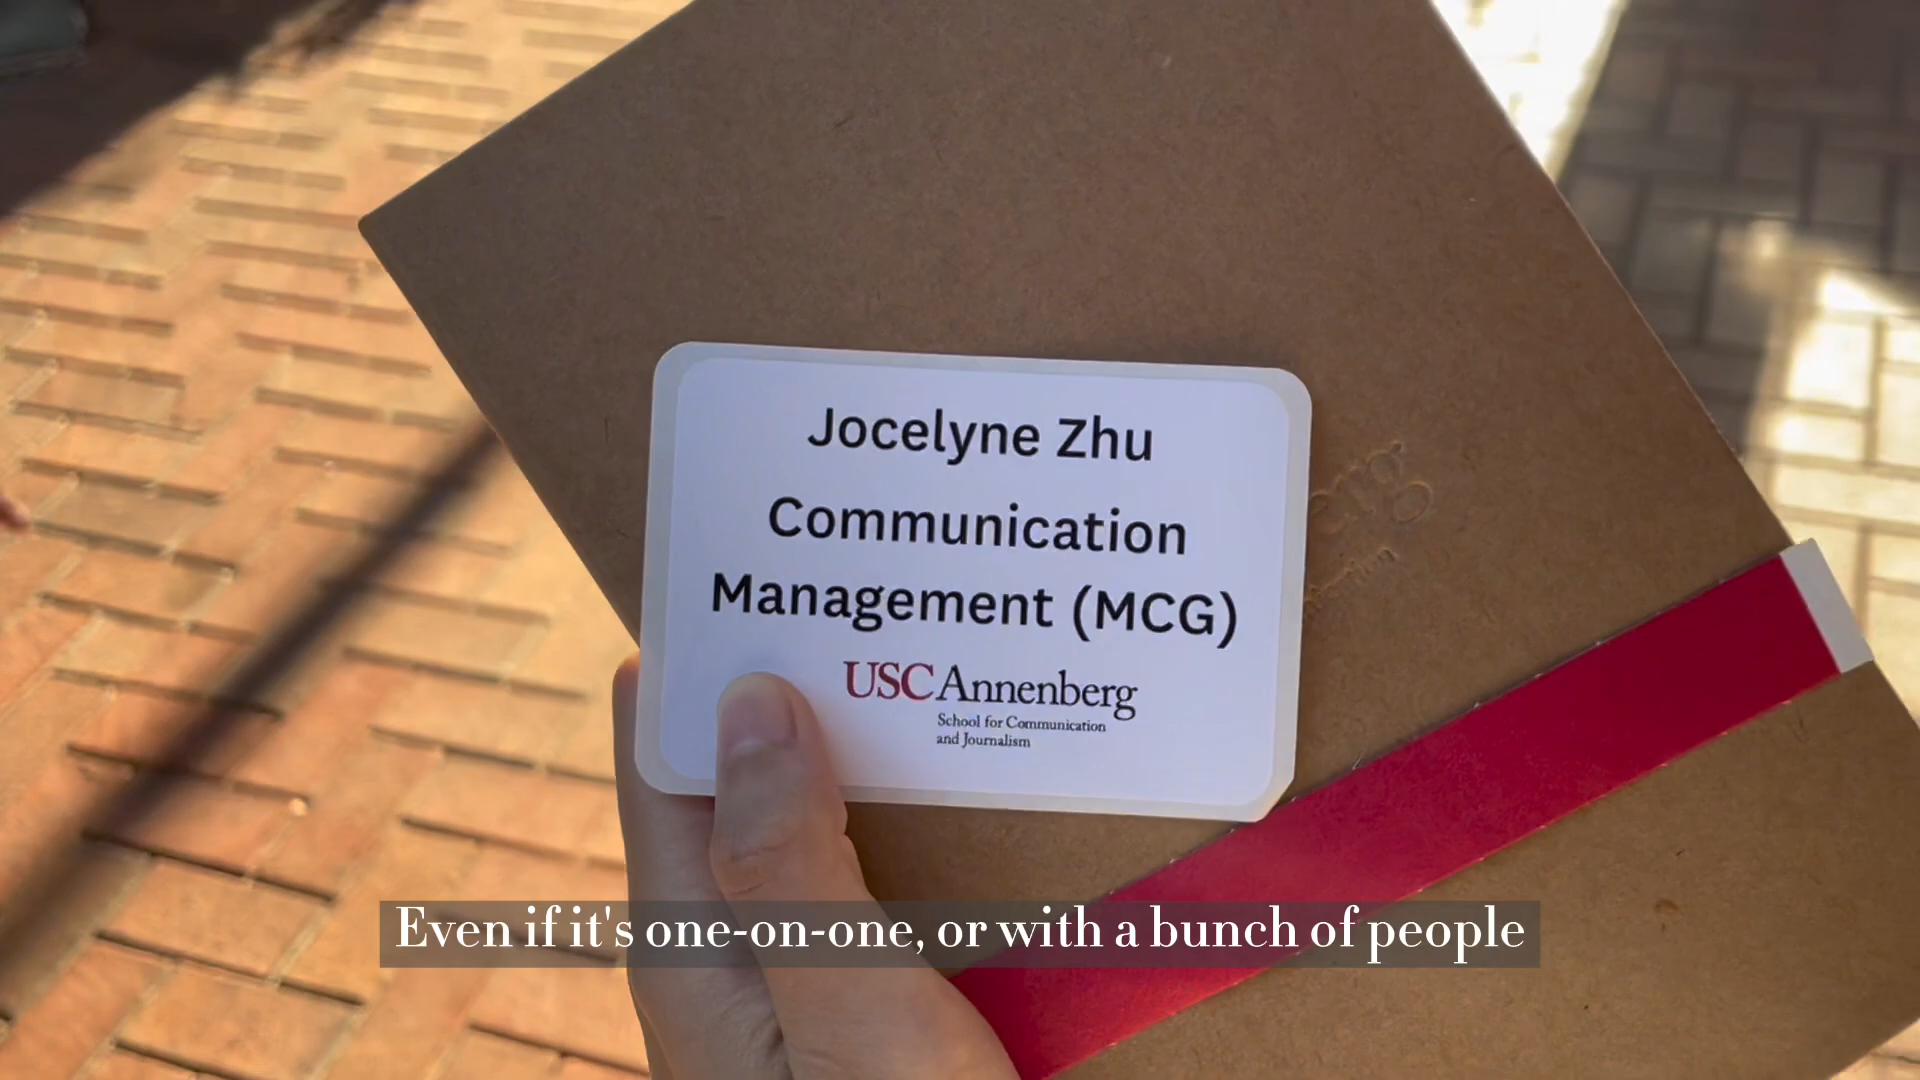 Jocelyne Zhu
Communication
Management (MCG)
USC Annenberg
School for Communication
and Journalism
Even if it's one-on-one, or with a bunch of people